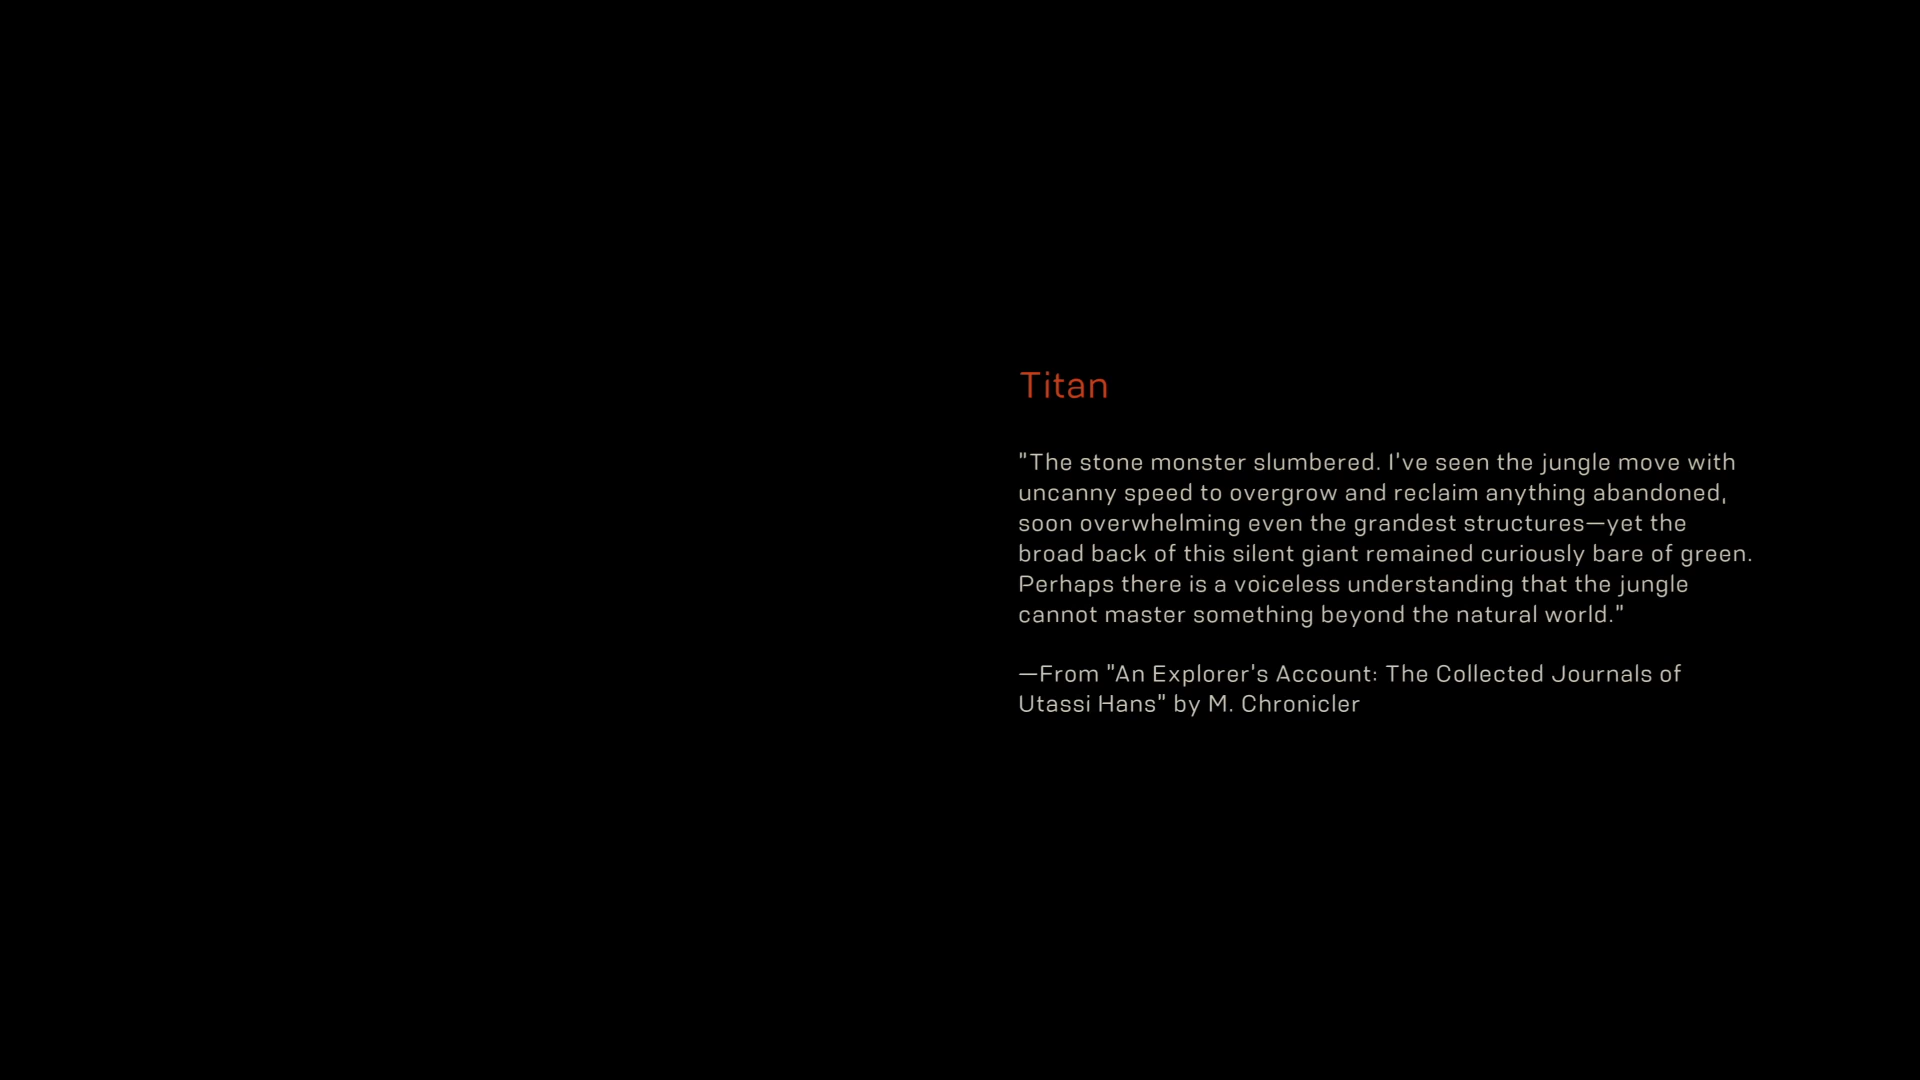 Titan
"The stone monster slumbered. I've seen the jungle move with
uncanny speed to overgrow and reclaim anything abandoned,
soon overwhelming even the grandest structures—yet the
broad back of this silent giant remained curiously bare of green.
Perhaps there is a voiceless understanding that the jungle
cannot master something beyond the natural world."
—From "An Explorer's Account: The Collected Journals of
Utassi Hans" by M. Chronicler